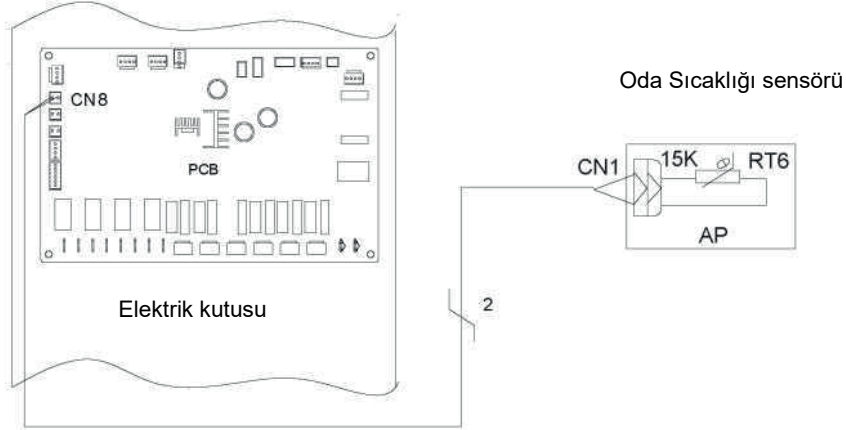 Oda Sıcaklığı sensörü
CN8
PCB
CN1
15K
θ
RT6
AP
Elektrik kutusu
2